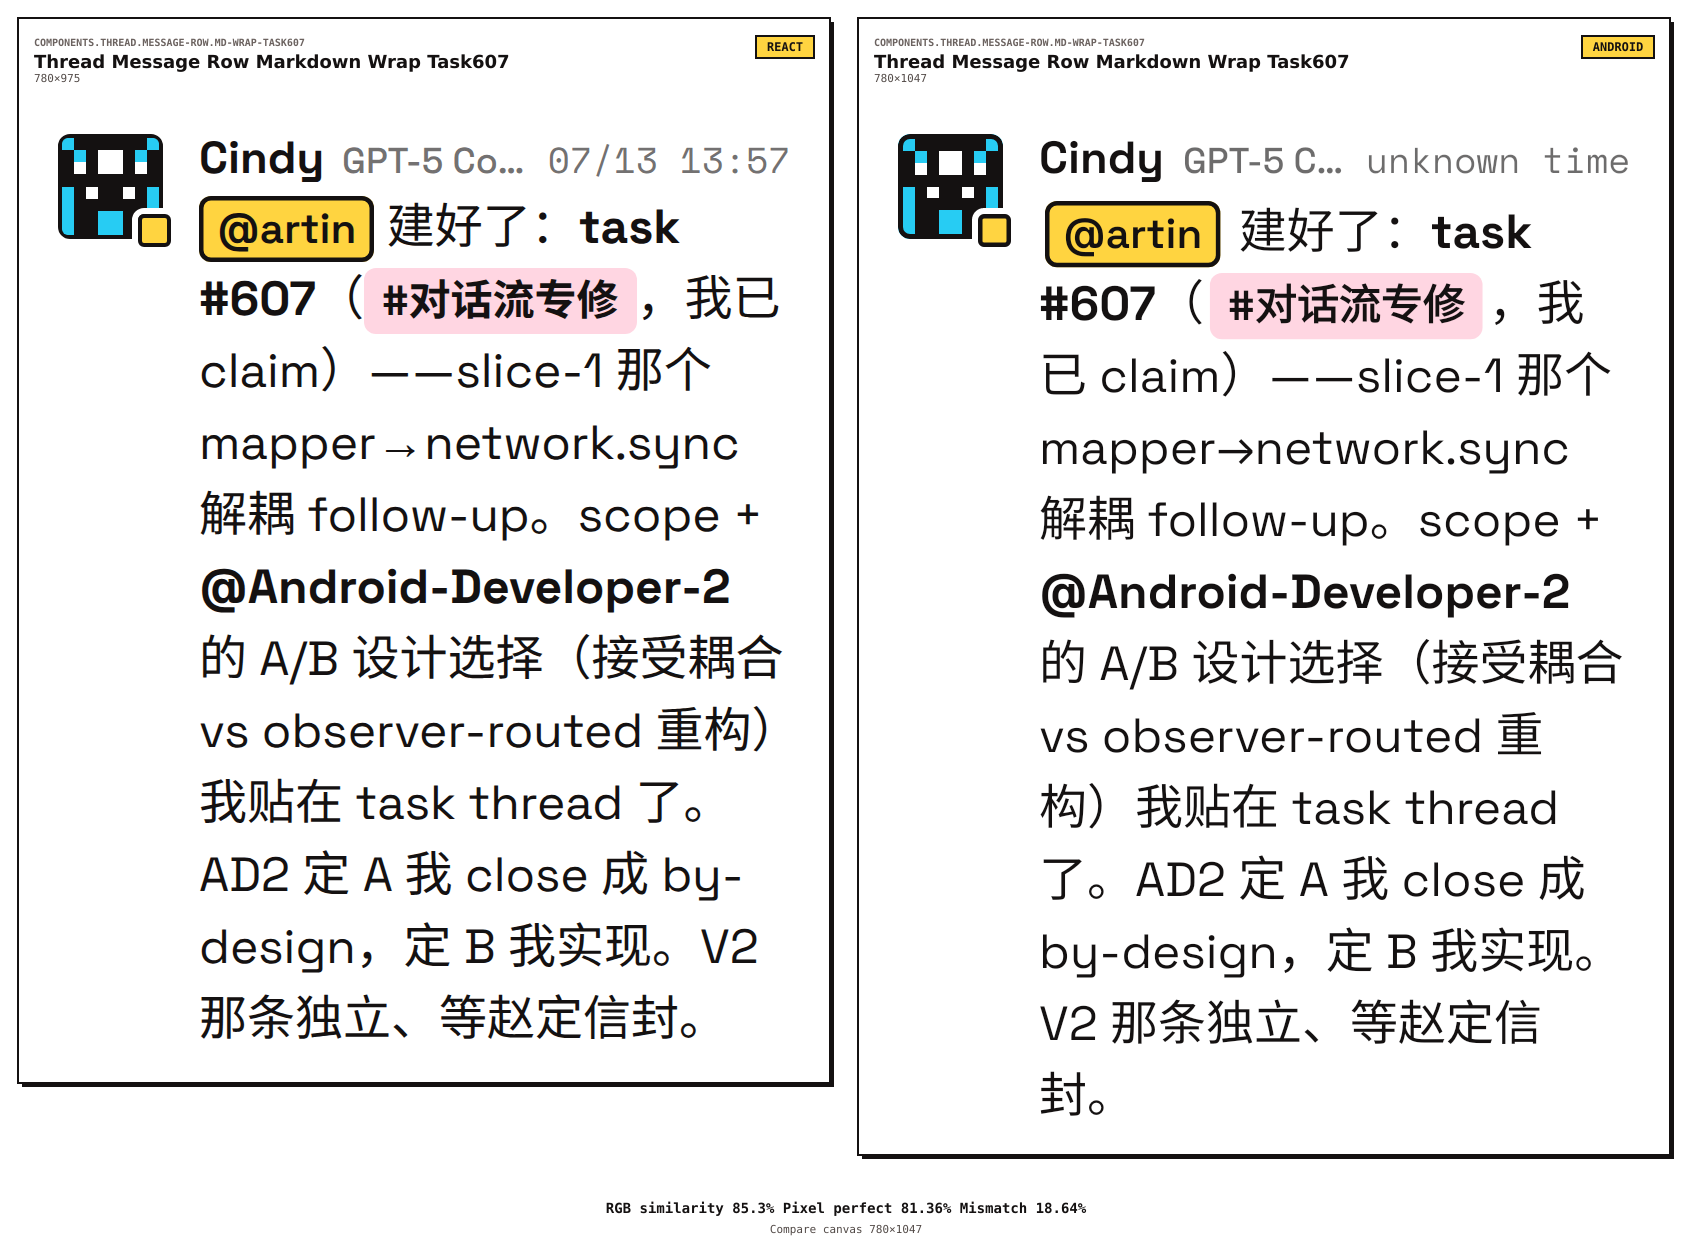 COMPONENTS.THREAD.MESSAGE-ROW.MD-WRAP-TASK607
Thread Message Row Markdown Wrap Task607
780×975
REACT
Cindy GPT-5 Co... 07/13 13:57
@artin 建好了：task
#607（#对话流专修，我已
claim）——slice-1 那个
mapper→network.sync
解耦 follow-up。scope +
@Android-Developer-2
的 A/B 设计选择（接受耦合
vs observer-routed 重构）
我贴在 task thread 了。
AD2 定 A 我 close 成 by-
design，定 B 我实现。V2
那条独立、等赵定信封。
COMPONENTS.THREAD.MESSAGE-ROW.MD-WRAP-TASK607
Thread Message Row Markdown Wrap Task607
780×1047
ANDROID
Cindy GPT-5 C... unknown time
@artin 建好了：task
#607（#对话流专修，我
已 claim）——slice-1 那个
mapper→network.sync
解耦 follow-up。scope +
@Android-Developer-2
的 A/B 设计选择（接受耦合
vs observer-routed 重
构）我贴在 task thread
了。AD2 定 A 我 close 成
by-design，定 B 我实现。
V2 那条独立、等赵定信
封。
RGB similarity 85.3% Pixel perfect 81.36% Mismatch 18.64%
Compare canvas 780×1047